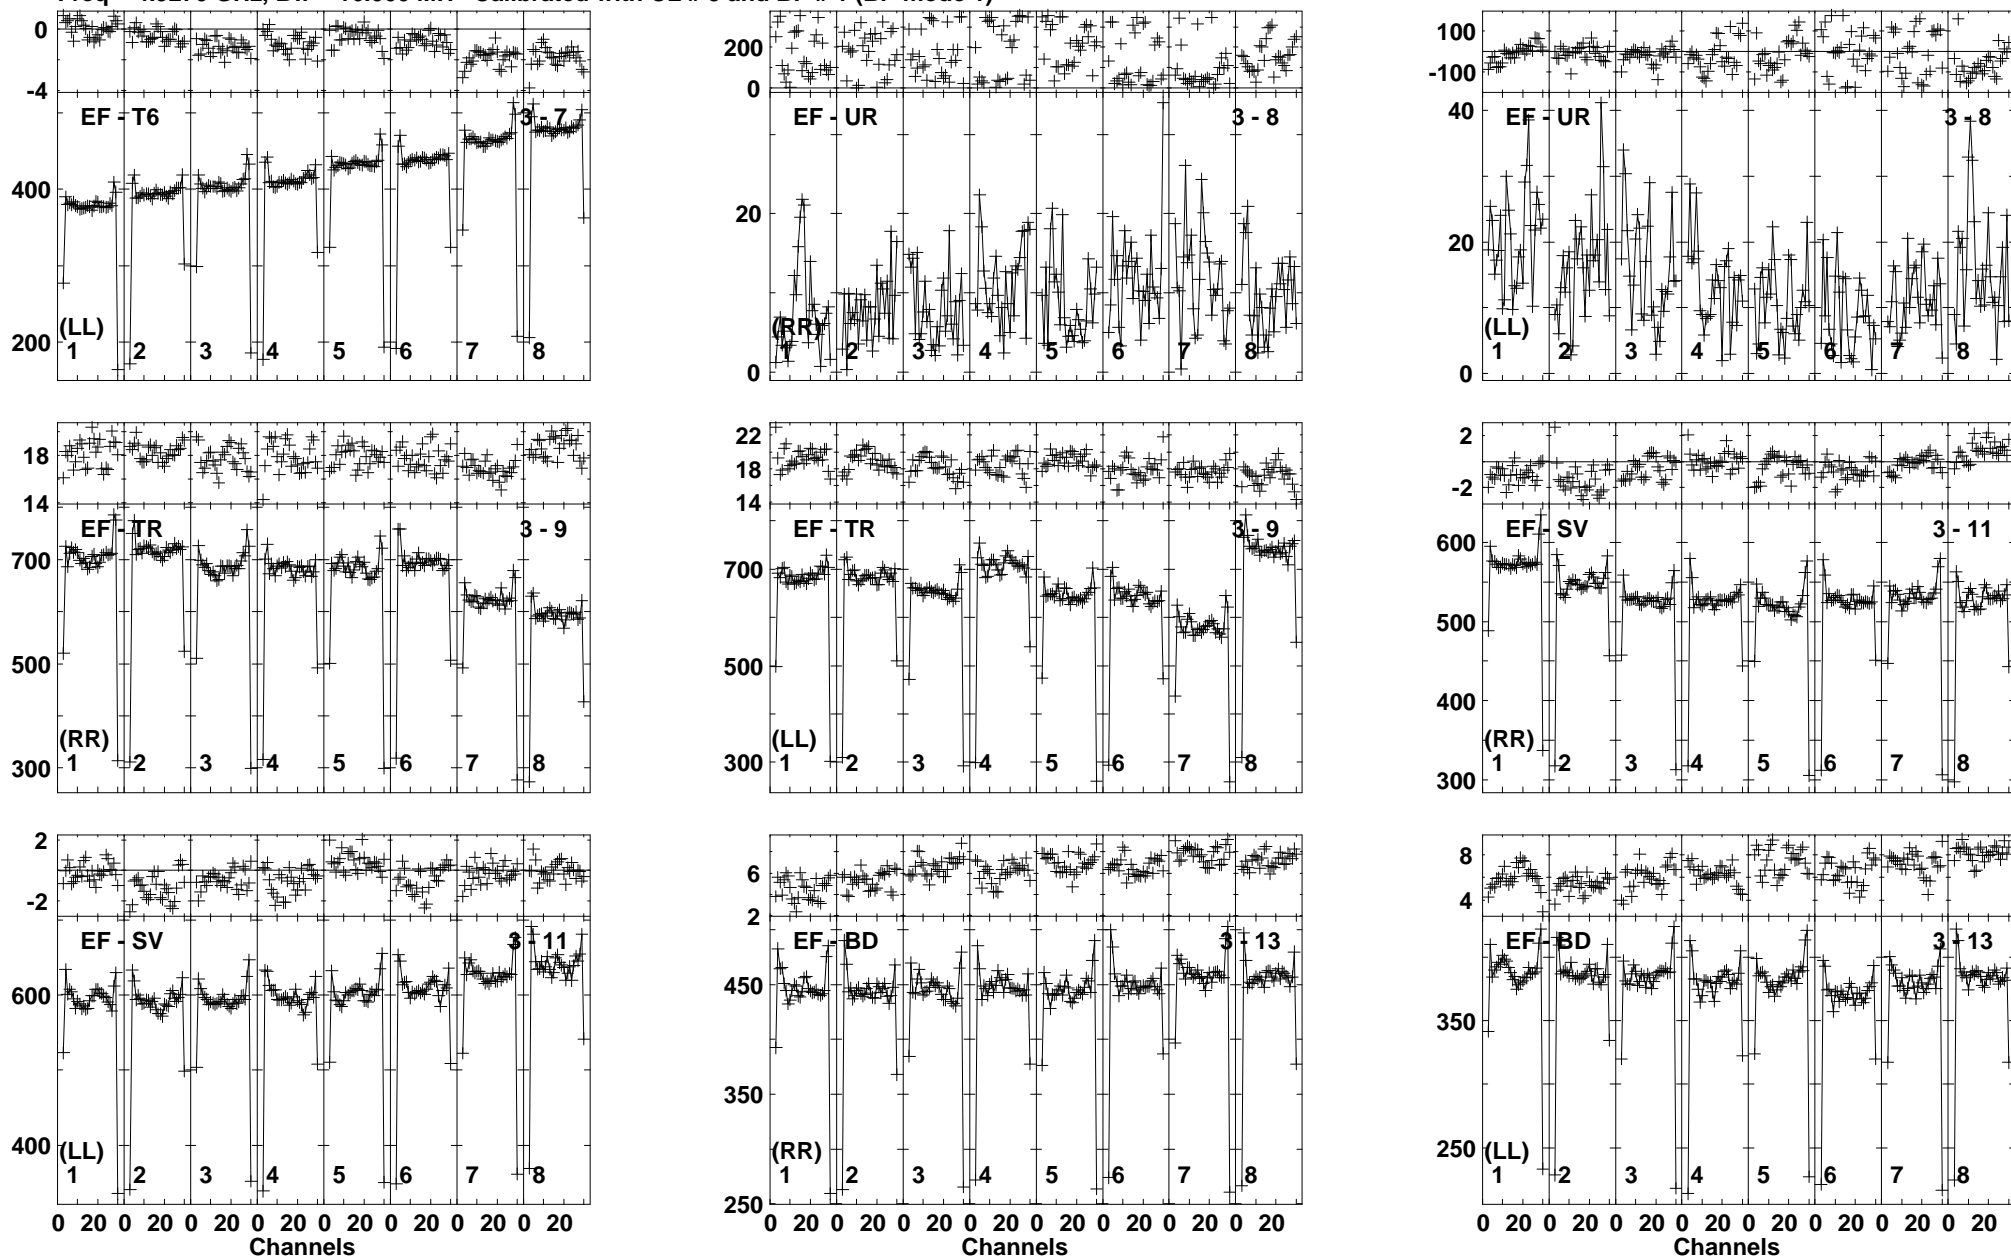 0
-4
EF - T6
3 - 7
400
200
(LL)
1 2 3 4 5 6 7 8
200
0
EF - UR
3 - 8
20
0
(RR)
1 2 3 4 5 6 7 8
100
-100
40
EF - UR
3 - 8
20
0
(LL)
1 2 3 4 5 6 7 8
18
14
EF - TR
3 - 9
700
500
300
(RR)
1 2 3 4 5 6 7 8
22
18
14
EF - TR
3 - 9
700
500
300
(LL)
1 2 3 4 5 6 7 8
2
-2
EF - SV
3 - 11
600
500
400
300
(RR)
1 2 3 4 5 6 7 8
2
-2
EF - SV
3 - 11
600
400
(LL)
1 2 3 4 5 6 7 8
0 20 0 20 0 20 0 20 0 20 0 20 0 20 0 20
Channels
6
2
EF - BD
3 - 13
450
350
250
(RR)
1 2 3 4 5 6 7 8
0 20 0 20 0 20 0 20 0 20 0 20 0 20 0 20
Channels
8
4
EF - BD
3 - 13
350
250
(LL)
1 2 3 4 5 6 7 8
0 20 0 20 0 20 0 20 0 20 0 20 0 20 0 20
Channels